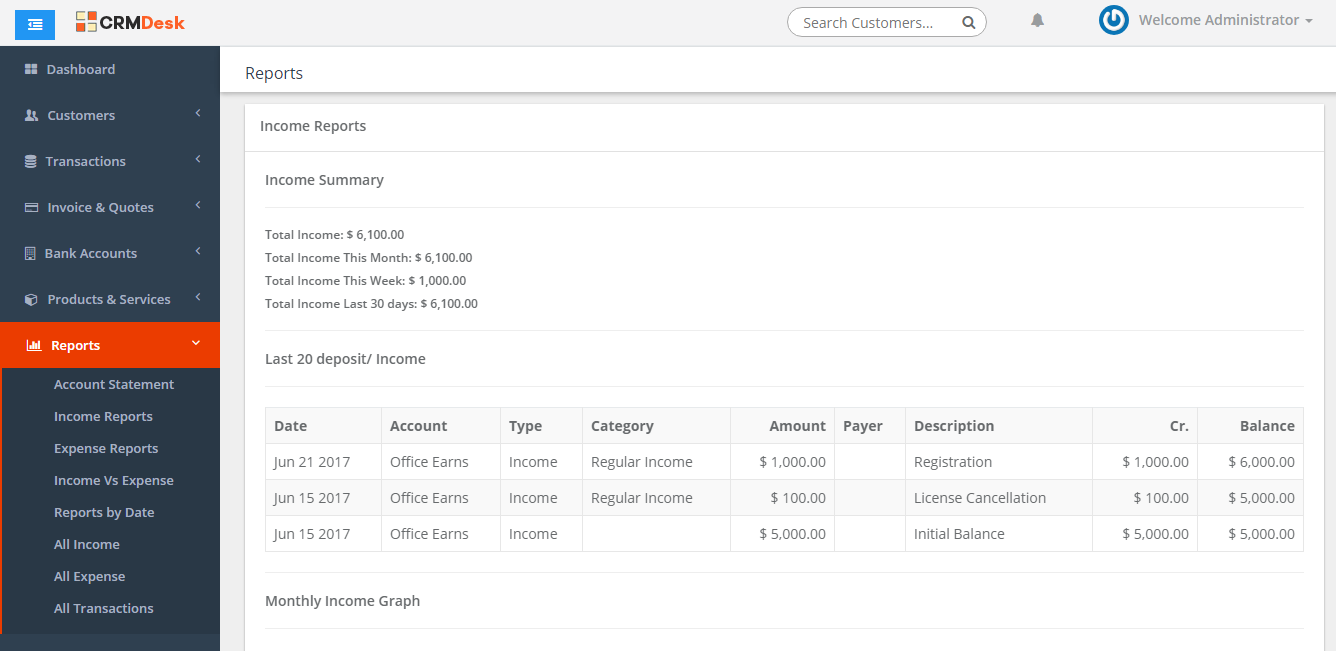 CRMDesk
Search Customers...
Welcome Administrator
Dashboard
Customers
Transactions
Invoice & Quotes
Bank Accounts
Products & Services
Reports
Account Statement
Income Reports
Expense Reports
Income Vs Expense
Reports by Date
All Income
All Expense
All Transactions
Reports
Income Reports
Income Summary
Total Income: $ 6,100.00
Total Income This Month: $ 6,100.00
Total Income This Week: $ 1,000.00
Total Income Last 30 days: $ 6,100.00
Last 20 deposit/ Income
Date Account Type Category Amount Payer Description Cr. Balance
Jun 21 2017 Office Earns Income Regular Income $ 1,000.00 Registration $ 1,000.00 $ 6,000.00
Jun 15 2017 Office Earns Income Regular Income $ 100.00 License Cancellation $ 100.00 $ 5,000.00
Jun 15 2017 Office Earns Income $ 5,000.00 Initial Balance $ 5,000.00 $ 5,000.00
Monthly Income Graph